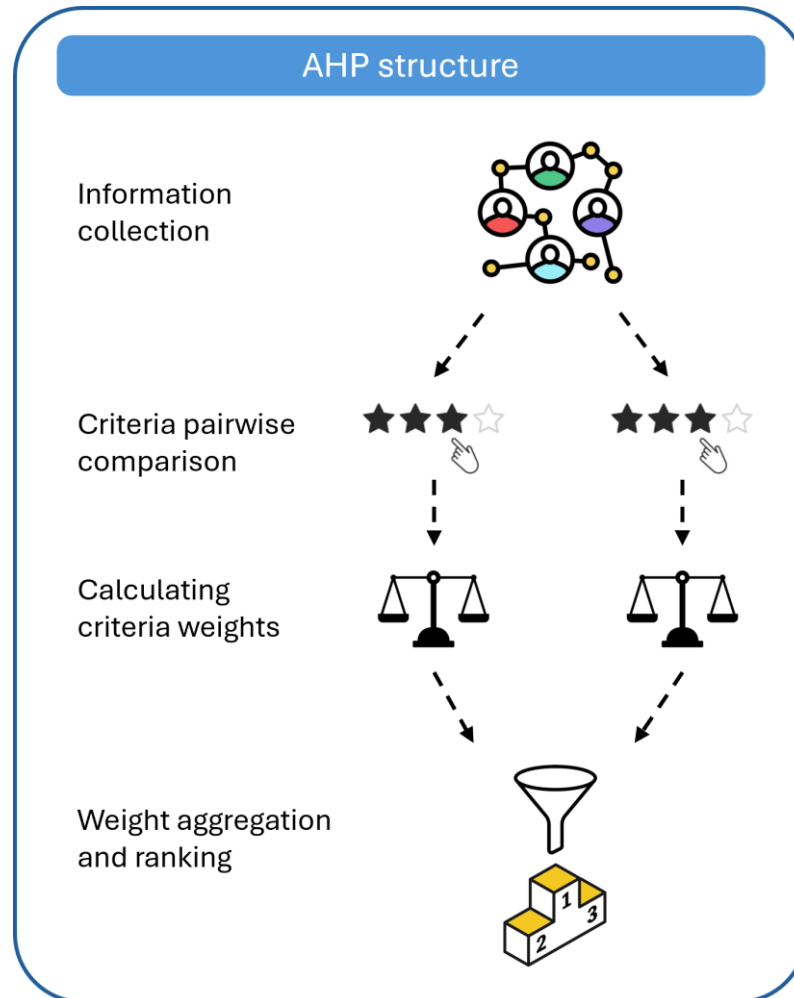 AHP structure
Information
collection
Criteria pairwise
comparison
Calculating
criteria weights
Weight aggregation
and ranking
1
2
3